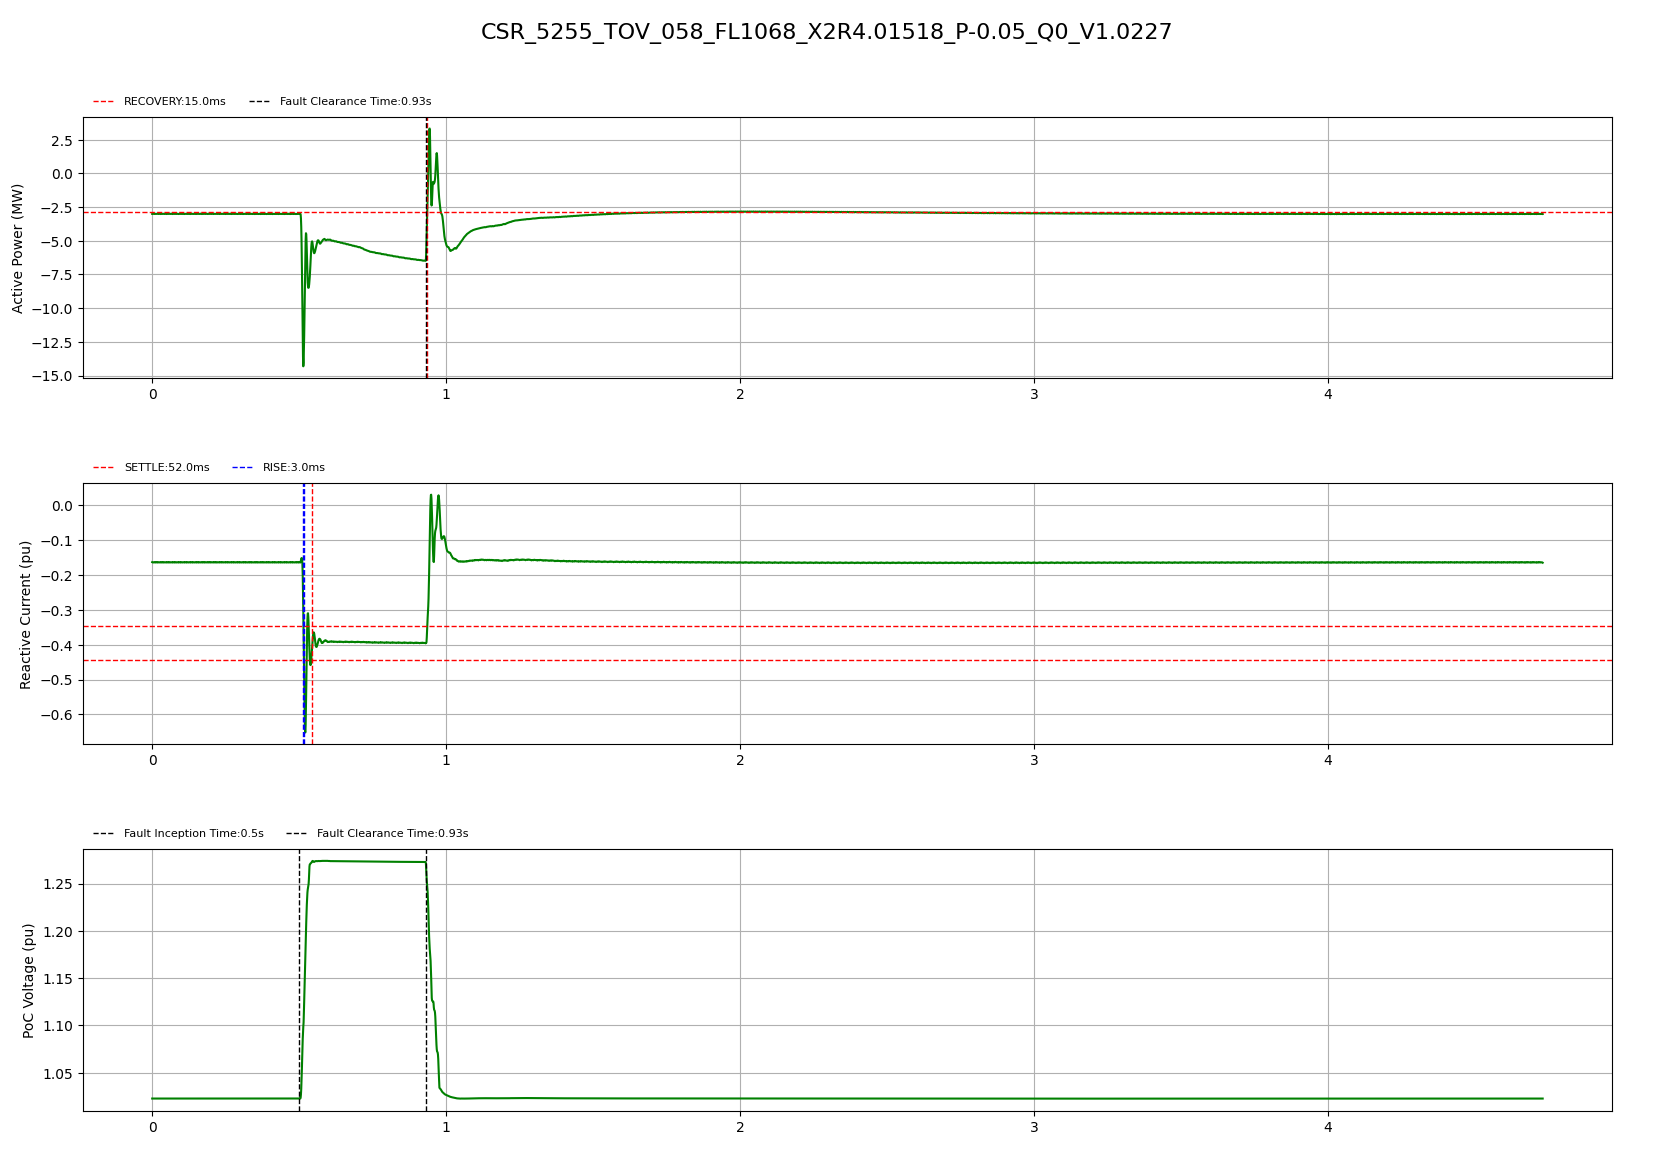 CSR_5255_TOV_058_FL1068_X2R4.01518_P-0.05_Q0_V1.0227
RECOVERY:15.0ms Fault Clearance Time:0.93s
Active Power (MW)
2.5
0.0
−2.5
−5.0
−7.5
−10.0
−12.5
−15.0
0 1 2 3 4
SETTLE:52.0ms RISE:3.0ms
Reactive Current (pu)
0.0
−0.1
−0.2
−0.3
−0.4
−0.5
−0.6
0 1 2 3 4
Fault Inception Time:0.5s Fault Clearance Time:0.93s
PoC Voltage (pu)
1.25
1.20
1.15
1.10
1.05
0 1 2 3 4